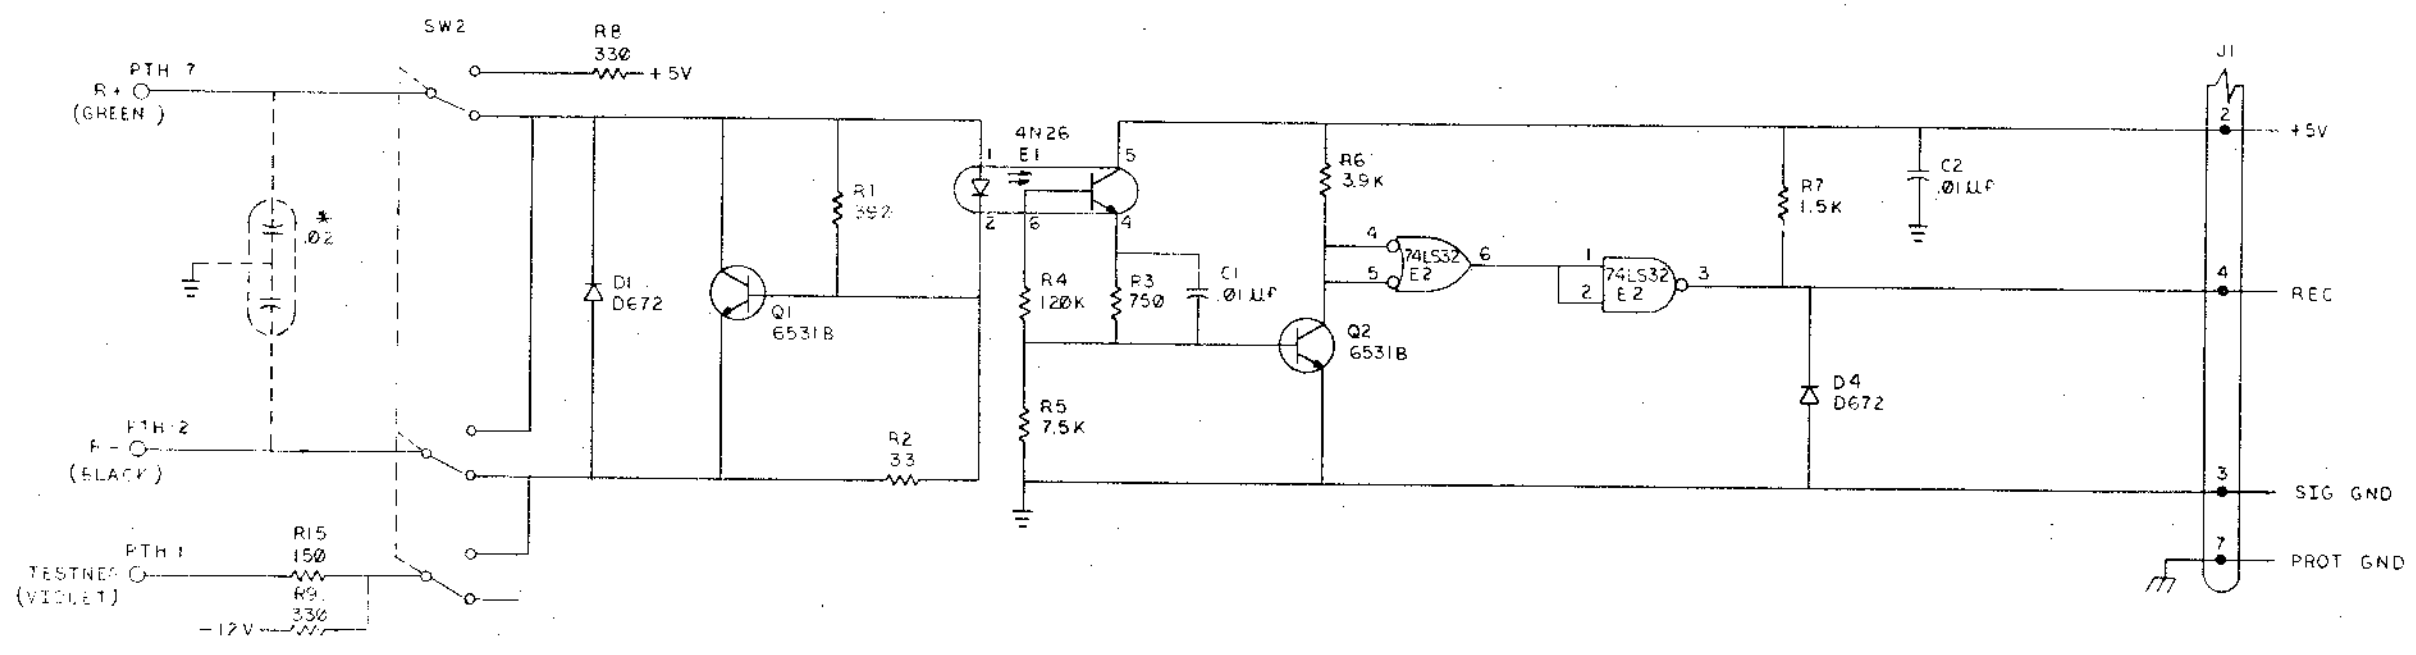 SW2
R8
330
+5V
PTH 7
R+
(GREEN)
*
.02
D1
D672
Q1
6531B
R1
392
4N26
E1
1
5
2
6
4
R4
120K
R3
750
C1
.01µf
R5
7.5K
R2
33
R6
3.9K
4
5
74LS32
E2
6
1
2
74LS32
E2
3
Q2
6531B
R7
1.5K
C2
.01µf
D4
D672
J1
2
+5V
4
REC
3
SIG GND
7
PROT GND
PTH 2
R-
(BLACK)
PTH 1
TESTNEG
(VIOLET)
R15
150
R9
330
-12V